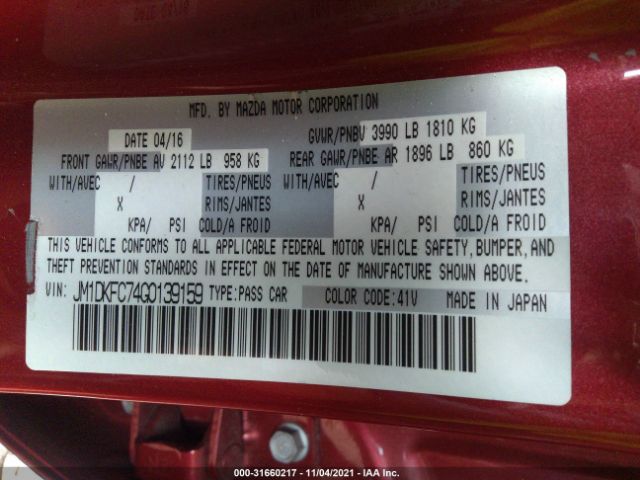 MFD. BY MAZDA MOTOR CORPORATION
DATE 04/16 GVWR/PNBV 3990 LB 1810 KG
FRONT GAWR/PNBE AV 2112 LB 958 KG REAR GAWR/PNBE AR 1896 LB 860 KG
WITH/AVEC / TIRES/PNEUS WITH/AVEC / TIRES/PNEUS
X RIMS/JANTES X RIMS/JANTES
KPA/ PSI COLD/A FROID KPA/ PSI COLD/A FROID
THIS VEHICLE CONFORMS TO ALL APPLICABLE FEDERAL MOTOR VEHICLE SAFETY, BUMPER, AND
THEFT PREVENTION STANDARDS IN EFFECT ON THE DATE OF MANUFACTURE SHOWN ABOVE.
VIN: JM1DKFC74G0139159 TYPE:PASS CAR COLOR CODE:41V MADE IN JAPAN
000-31660217 - 11/04/2021 - IAA Inc.